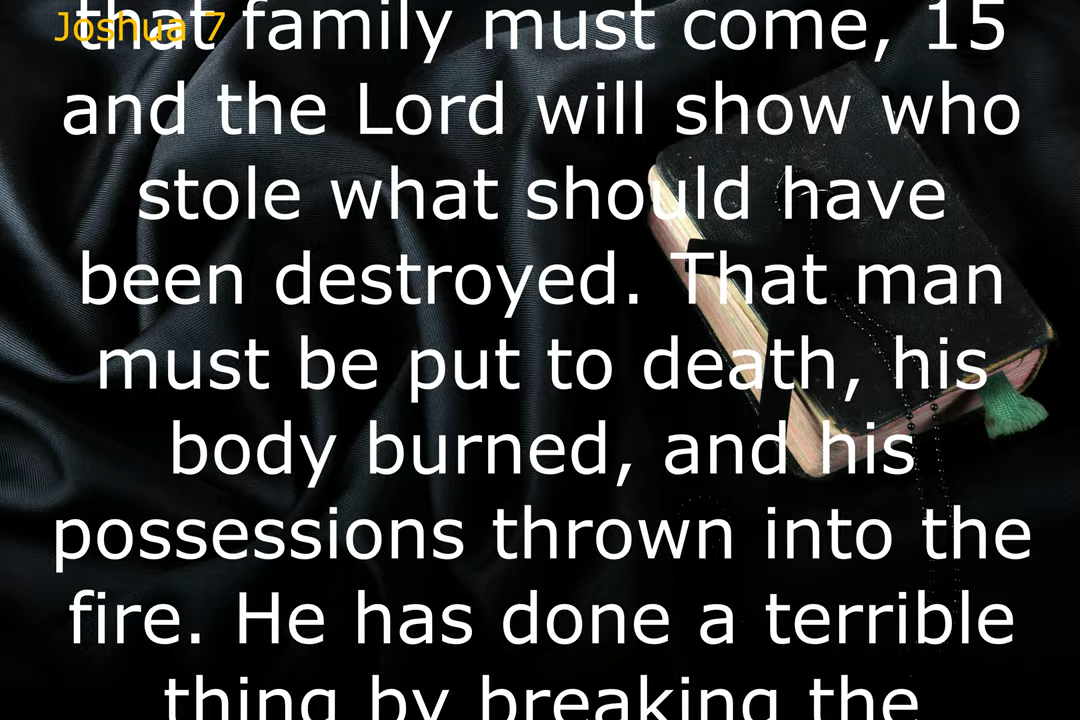 Joshua 7
that family must come, 15
and the Lord will show who
stole what should have
been destroyed. That man
must be put to death, his
body burned, and his
possessions thrown into the
fire. He has done a terrible
thing by breaking the